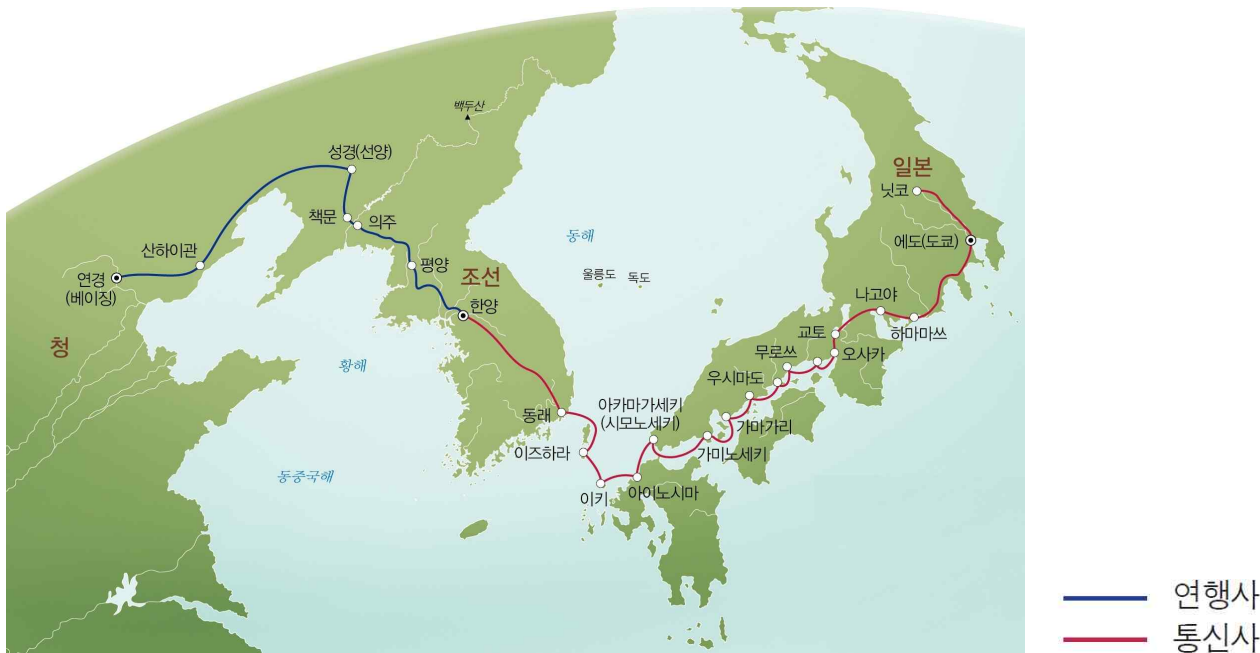 백두산
성경(선양)
일본
닛코
책문
의주
동해
에도(도쿄)
산하이관
평양
조선
울릉도
독도
연경
(베이징)
나고야
한양
하마마쓰
교토
청
무로쓰
오사카
황해
우시마도
아카마가세키
(시모노세키)
동래
가마가리
이즈하라
가미노세키
동중국해
이키
아이노시마
연행사
통신사